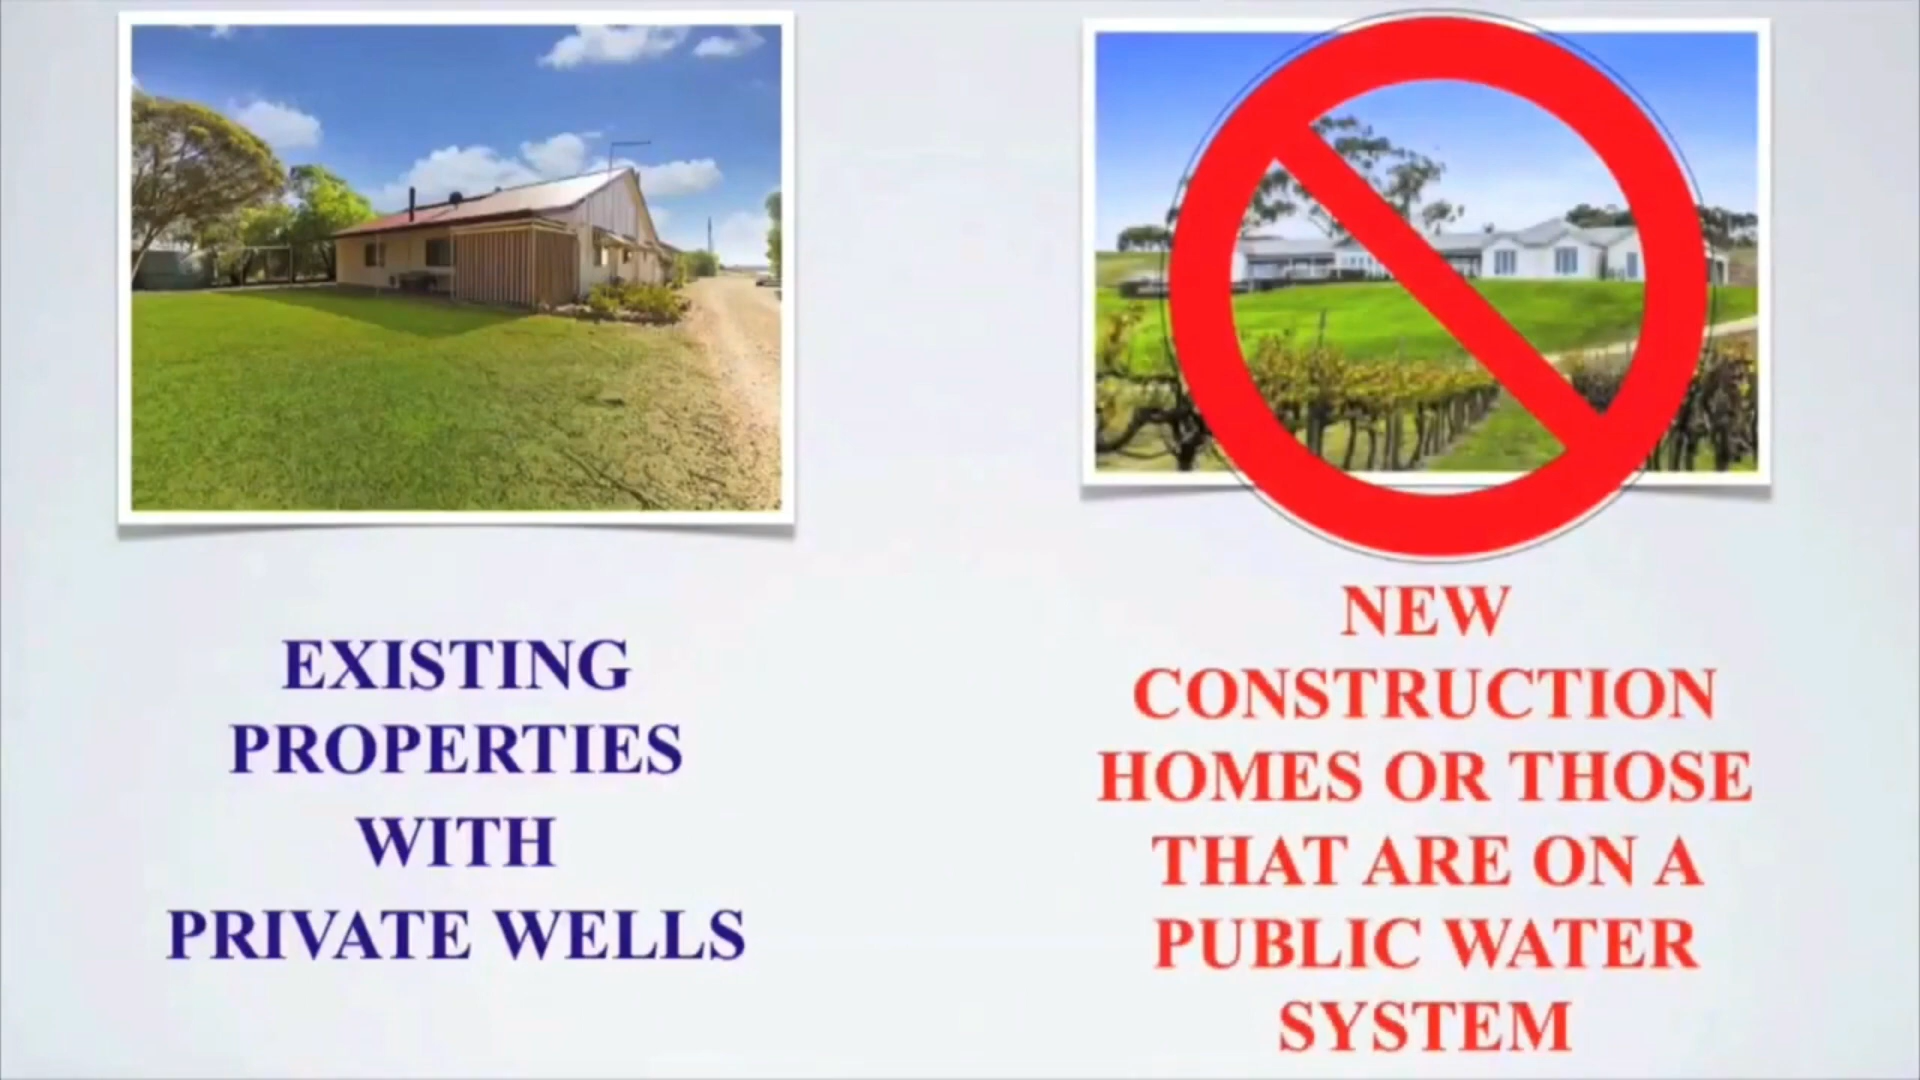 EXISTING
PROPERTIES
WITH
PRIVATE WELLS
NEW
CONSTRUCTION
HOMES OR THOSE
THAT ARE ON A
PUBLIC WATER
SYSTEM